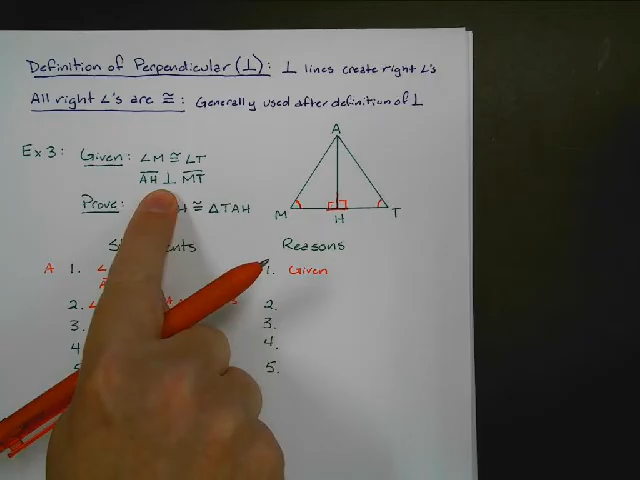 Definition of Perpendicular (⊥): ⊥ lines create right ∠'s
All right ∠'s are ≅: Generally used after definition of ⊥
Ex 3: Given: ∠M ≅ ∠T
AH ⊥ MT
Prove: H ≅ △TAH
A
M
H
T
Reasons
A 1. ∠
1. Given
2. ∠
2.
3.
3.
4
4.
5.